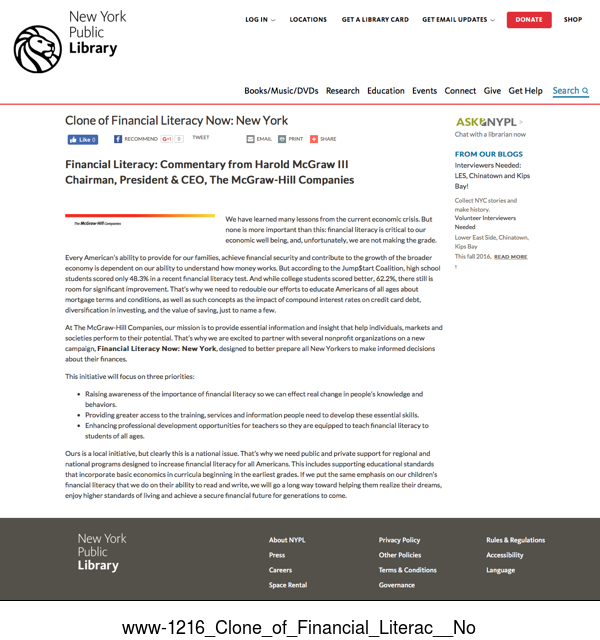 New York
Public
Library
LOG IN
LOCATIONS
GET A LIBRARY CARD
GET EMAIL UPDATES
DONATE
SHOP
Books/Music/DVDs Research Education Events Connect Give Get Help Search
Clone of Financial Literacy Now: New York
Like 0
RECOMMEND
G+1 0
TWEET
EMAIL
PRINT
SHARE
Financial Literacy: Commentary from Harold McGraw III
Chairman, President & CEO, The McGraw-Hill Companies
The McGraw·Hill Companies
We have learned many lessons from the current economic crisis. But
none is more important than this: financial literacy is critical to our
economic well being, and, unfortunately, we are not making the grade.
Every American's ability to provide for our families, achieve financial security and contribute to the growth of the broader
economy is dependent on our ability to understand how money works. But according to the Jump$tart Coalition, high school
students scored only 48.3% in a recent financial literacy test. And while college students scored better, 62.2%, there still is
room for significant improvement. That's why we need to redouble our efforts to educate Americans of all ages about
mortgage terms and conditions, as well as such concepts as the impact of compound interest rates on credit card debt,
diversification in investing, and the value of saving, just to name a few.
At The McGraw-Hill Companies, our mission is to provide essential information and insight that help individuals, markets and
societies perform to their potential. That's why we are excited to partner with several nonprofit organizations on a new
campaign, Financial Literacy Now: New York, designed to better prepare all New Yorkers to make informed decisions
about their finances.
This initiative will focus on three priorities:
• Raising awareness of the importance of financial literacy so we can effect real change in people's knowledge and
behaviors.
• Providing greater access to the training, services and information people need to develop these essential skills.
• Enhancing professional development opportunities for teachers so they are equipped to teach financial literacy to
students of all ages.
Ours is a local initiative, but clearly this is a national issue. That's why we need public and private support for regional and
national programs designed to increase financial literacy for all Americans. This includes supporting educational standards
that incorporate basic economics in curricula beginning in the earliest grades. If we put the same emphasis on our children's
financial literacy that we do on their ability to read and write, we will go a long way toward helping them realize their dreams,
enjoy higher standards of living and achieve a secure financial future for generations to come.
ASK NYPL >
Chat with a librarian now
FROM OUR BLOGS
Interviewers Needed:
LES, Chinatown and Kips
Bay!
Collect NYC stories and
make history.
Volunteer Interviewers
Needed
Lower East Side, Chinatown,
Kips Bay
This fall 2016, READ MORE
New York
Public
Library
About NYPL
Press
Careers
Space Rental
Privacy Policy
Other Policies
Terms & Conditions
Governance
Rules & Regulations
Accessibility
Language
www-1216_Clone_of_Financial_Literac__No